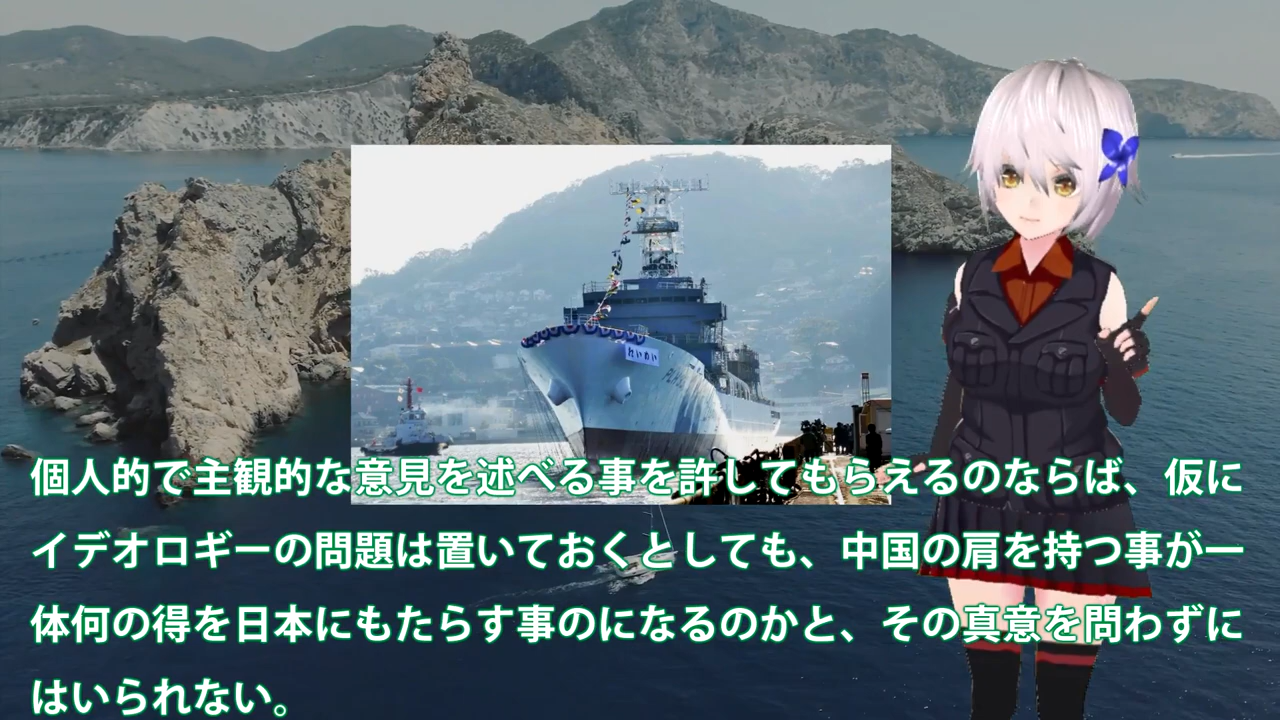 れいめい
個人的で主観的な意見を述べる事を許してもらえるのならば、仮に
イデオロギーの問題は置いておくとしても、中国の肩を持つ事が一
体何の得を日本にもたらす事のになるのかと、その真意を問わずに
はいられない。